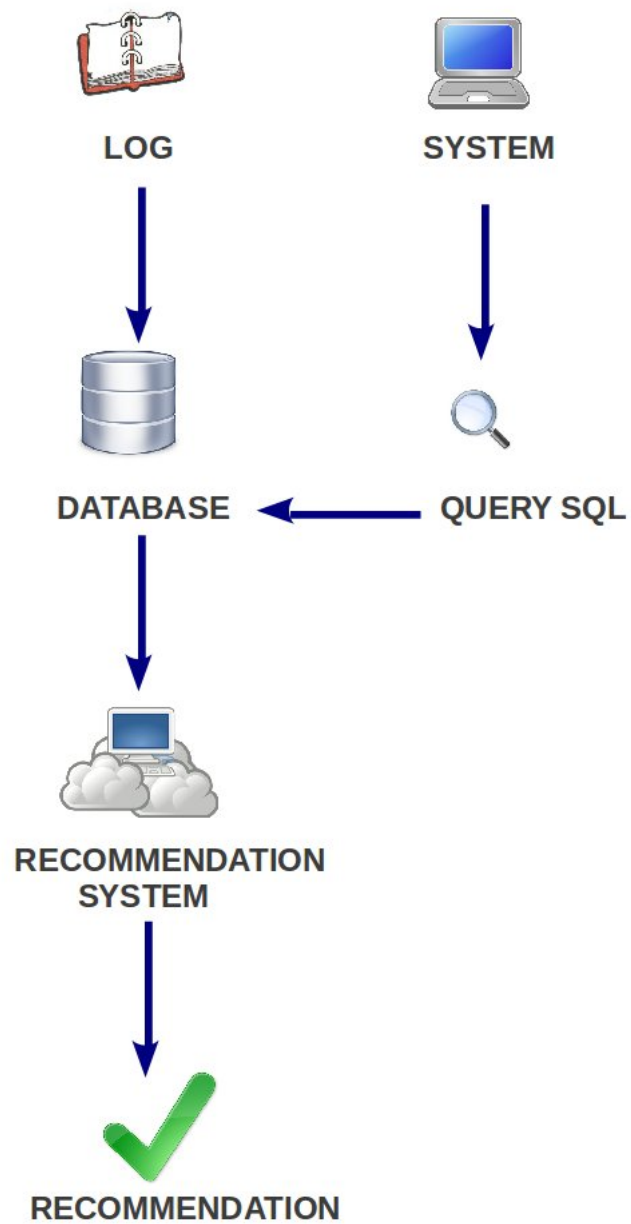 LOG
SYSTEM
DATABASE
QUERY SQL
RECOMMENDATION
SYSTEM
RECOMMENDATION